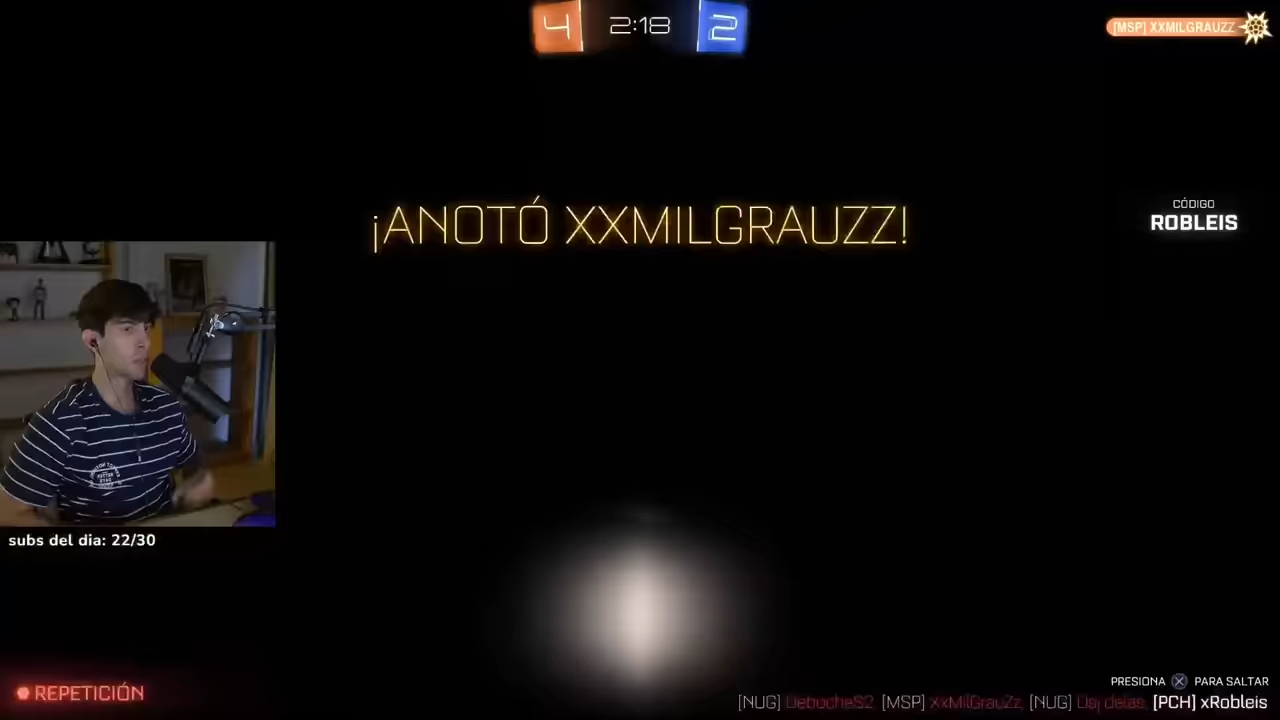 4 2:18 2
[MSP] XXMILGRAUZZ
¡ANOTÓ XXMILGRAUZZ!
CÓDIGO
ROBLEIS
subs del dia: 22/30
REPETICIÓN
PRESIONA PARA SALTAR
[NUG] DebocheS2, [MSP] XxMilGrauZz, [NUG] [PCH] xRobleis